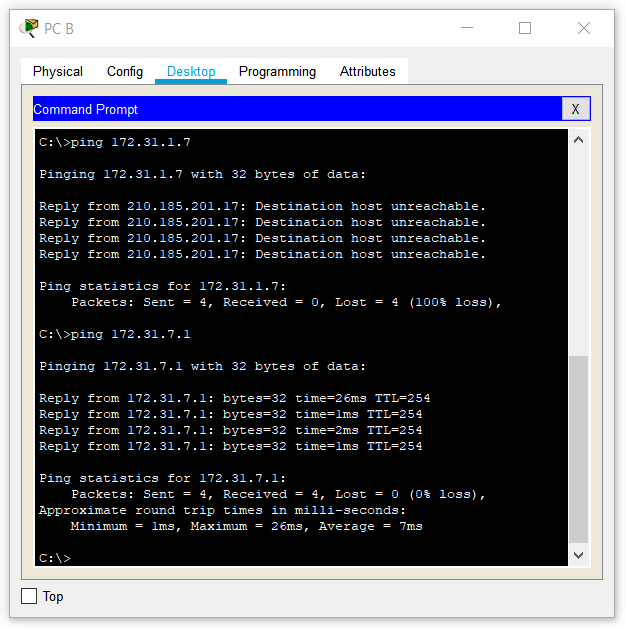 PC B
Physical Config Desktop Programming Attributes
Command Prompt X
C:\>ping 172.31.1.7
Pinging 172.31.1.7 with 32 bytes of data:
Reply from 210.185.201.17: Destination host unreachable.
Reply from 210.185.201.17: Destination host unreachable.
Reply from 210.185.201.17: Destination host unreachable.
Reply from 210.185.201.17: Destination host unreachable.
Ping statistics for 172.31.1.7:
    Packets: Sent = 4, Received = 0, Lost = 4 (100% loss),
C:\>ping 172.31.7.1
Pinging 172.31.7.1 with 32 bytes of data:
Reply from 172.31.7.1: bytes=32 time=26ms TTL=254
Reply from 172.31.7.1: bytes=32 time=1ms TTL=254
Reply from 172.31.7.1: bytes=32 time=2ms TTL=254
Reply from 172.31.7.1: bytes=32 time=1ms TTL=254
Ping statistics for 172.31.7.1:
    Packets: Sent = 4, Received = 4, Lost = 0 (0% loss),
Approximate round trip times in milli-seconds:
    Minimum = 1ms, Maximum = 26ms, Average = 7ms
C:\>
Top